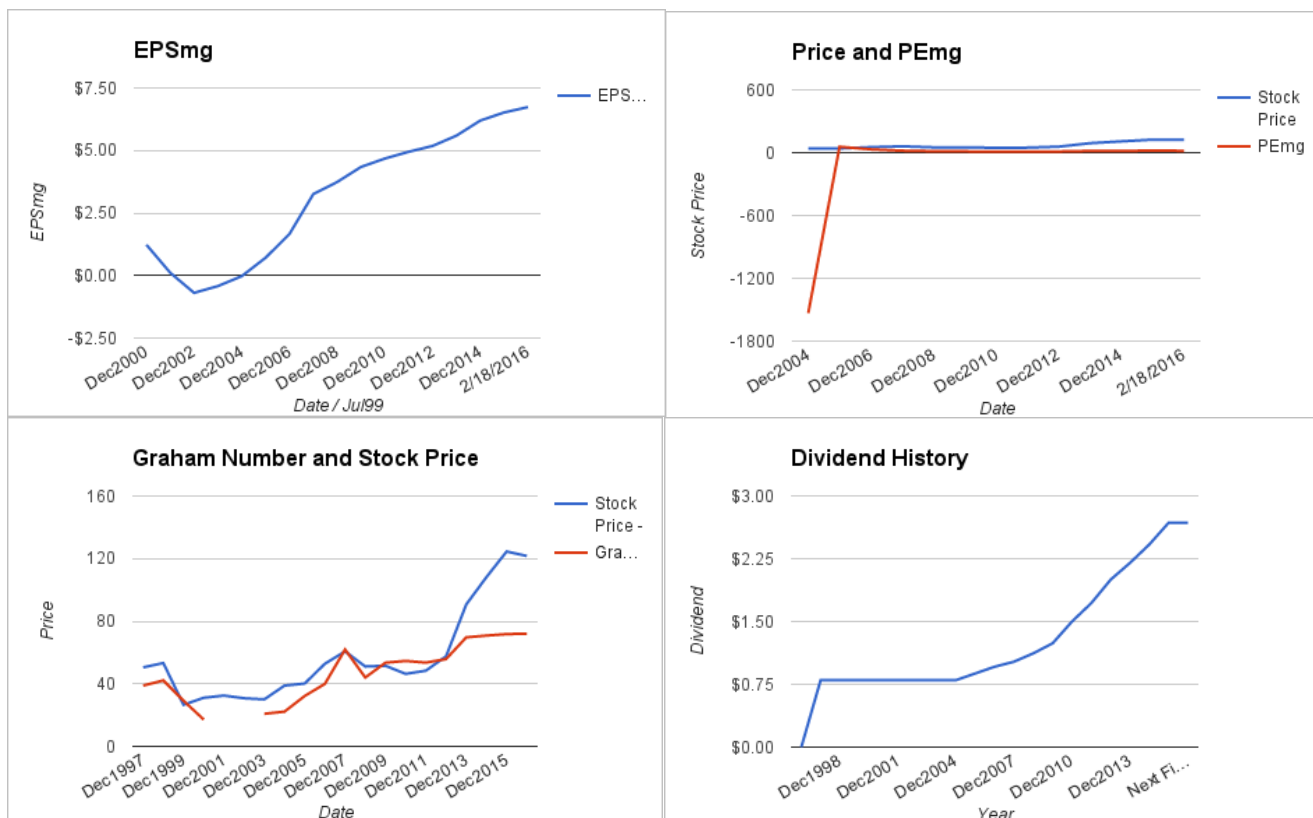 EPSmg
$7.50
$5.00
$2.50
$0.00
-$2.50
EPSmg
EPS...
Dec2000
Dec2002
Dec2004
Dec2006
Dec2008
Dec2010
Dec2012
Dec2014
2/18/2016
Date / Jul99
Price and PEmg
600
0
-600
-1200
-1800
Stock Price
Stock
Price
PEmg
Dec2004
Dec2006
Dec2008
Dec2010
Dec2012
Dec2014
2/18/2016
Date
Graham Number and Stock Price
160
120
80
40
0
Price
Stock
Price -
Gra...
Dec1997
Dec1999
Dec2001
Dec2003
Dec2005
Dec2007
Dec2009
Dec2011
Dec2013
Dec2015
Date
Dividend History
$3.00
$2.25
$1.50
$0.75
$0.00
Dividend
Dec1998
Dec2001
Dec2004
Dec2007
Dec2010
Dec2013
Next Fi...
Year